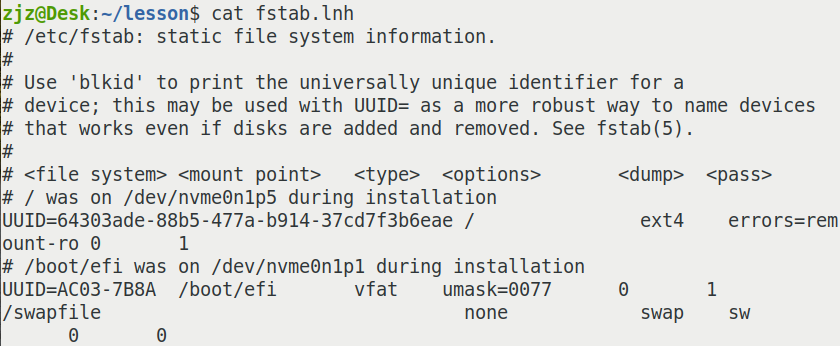 zjz@Desk:~/lesson$ cat fstab.lnh
# /etc/fstab: static file system information.
#
# Use 'blkid' to print the universally unique identifier for a
# device; this may be used with UUID= as a more robust way to name devices
# that works even if disks are added and removed. See fstab(5).
#
# <file system> <mount point>   <type>  <options>       <dump>  <pass>
# / was on /dev/nvme0n1p5 during installation
UUID=64303ade-88b5-477a-b914-37cd7f3b6eae /               ext4    errors=rem
ount-ro 0       1
# /boot/efi was on /dev/nvme0n1p1 during installation
UUID=AC03-7B8A  /boot/efi       vfat    umask=0077      0       1
/swapfile                                 none            swap    sw
      0       0